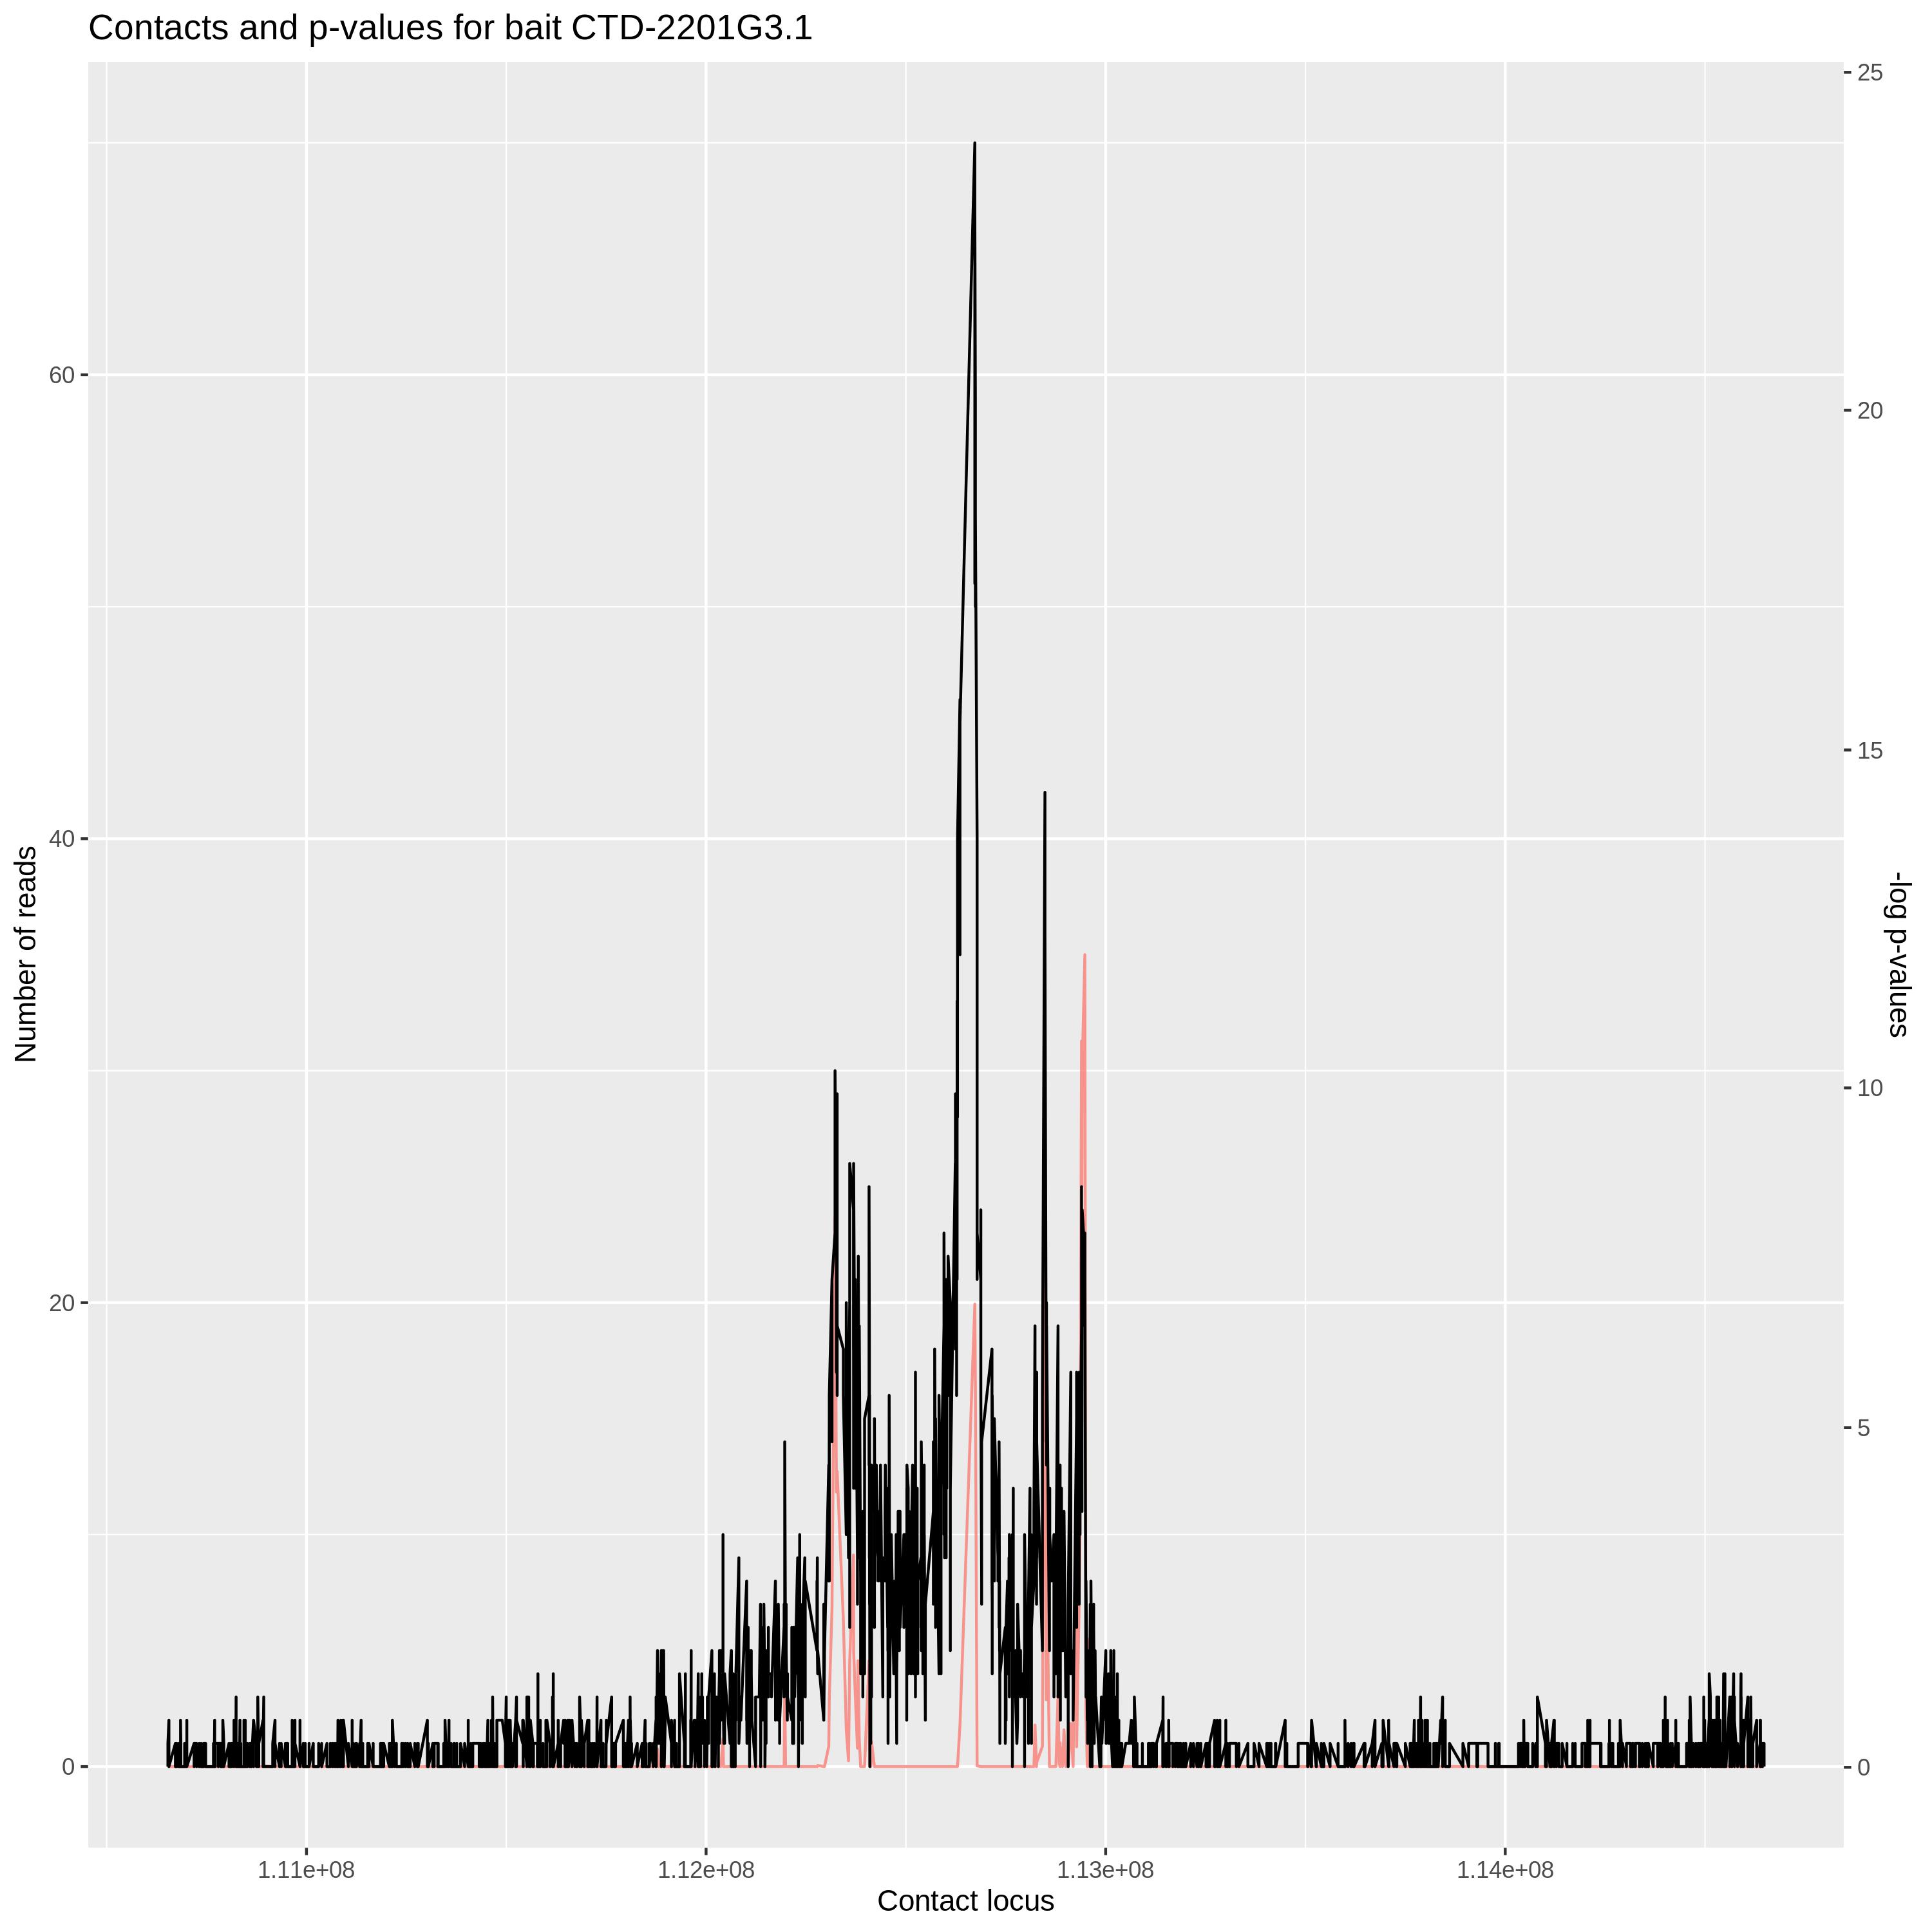 Contacts and p-values for bait CTD-2201G3.1
25
20
15
10
5
0
60
40
20
0
Number of reads
-log p-values
1.11e+08 1.12e+08 1.13e+08 1.14e+08
Contact locus